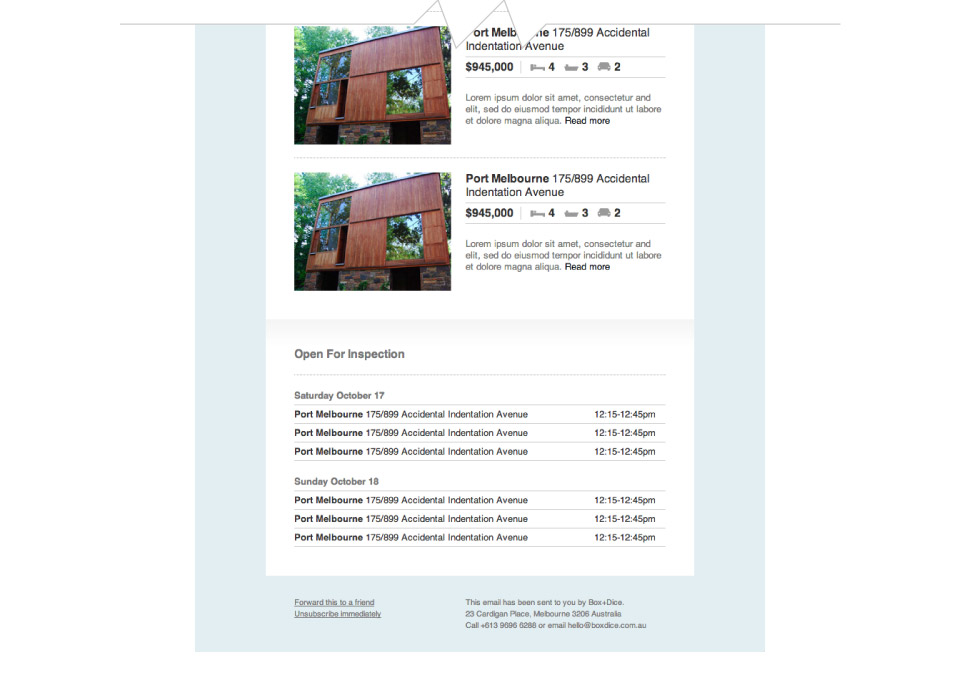 Port Melbourne 175/899 Accidental
Indentation Avenue
$945,000 4 3 2
Lorem ipsum dolor sit amet, consectetur and
elit, sed do eiusmod tempor incididunt ut labore
et dolore magna aliqua. Read more
Port Melbourne 175/899 Accidental
Indentation Avenue
$945,000 4 3 2
Lorem ipsum dolor sit amet, consectetur and
elit, sed do eiusmod tempor incididunt ut labore
et dolore magna aliqua. Read more
Open For Inspection
Saturday October 17
Port Melbourne 175/899 Accidental Indentation Avenue 12:15-12:45pm
Port Melbourne 175/899 Accidental Indentation Avenue 12:15-12:45pm
Port Melbourne 175/899 Accidental Indentation Avenue 12:15-12:45pm
Sunday October 18
Port Melbourne 175/899 Accidental Indentation Avenue 12:15-12:45pm
Port Melbourne 175/899 Accidental Indentation Avenue 12:15-12:45pm
Port Melbourne 175/899 Accidental Indentation Avenue 12:15-12:45pm
Forward this to a friend
Unsubscribe immediately
This email has been sent to you by Box+Dice.
23 Cardigan Place, Melbourne 3206 Australia
Call +613 9696 6288 or email hello@boxdice.com.au